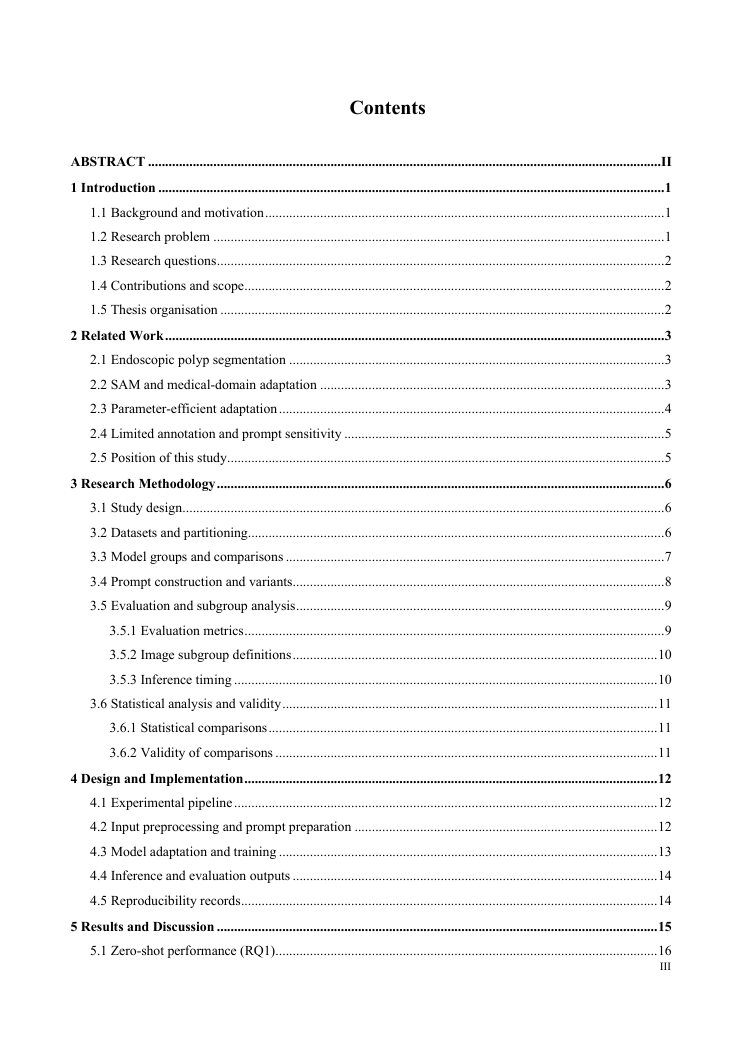 Contents
ABSTRACT ........................................................................................................II
1 Introduction ........................................................................................................1
1.1 Background and motivation........................................................................................................1
1.2 Research problem ........................................................................................................1
1.3 Research questions........................................................................................................2
1.4 Contributions and scope........................................................................................................2
1.5 Thesis organisation ........................................................................................................2
2 Related Work........................................................................................................3
2.1 Endoscopic polyp segmentation ........................................................................................................3
2.2 SAM and medical-domain adaptation ........................................................................................................3
2.3 Parameter-efficient adaptation........................................................................................................4
2.4 Limited annotation and prompt sensitivity ........................................................................................................5
2.5 Position of this study........................................................................................................5
3 Research Methodology........................................................................................................6
3.1 Study design........................................................................................................6
3.2 Datasets and partitioning........................................................................................................6
3.3 Model groups and comparisons ........................................................................................................7
3.4 Prompt construction and variants........................................................................................................8
3.5 Evaluation and subgroup analysis........................................................................................................9
3.5.1 Evaluation metrics........................................................................................................9
3.5.2 Image subgroup definitions........................................................................................................10
3.5.3 Inference timing ........................................................................................................10
3.6 Statistical analysis and validity........................................................................................................11
3.6.1 Statistical comparisons........................................................................................................11
3.6.2 Validity of comparisons ........................................................................................................11
4 Design and Implementation........................................................................................................12
4.1 Experimental pipeline ........................................................................................................12
4.2 Input preprocessing and prompt preparation ........................................................................................................12
4.3 Model adaptation and training ........................................................................................................13
4.4 Inference and evaluation outputs ........................................................................................................14
4.5 Reproducibility records........................................................................................................14
5 Results and Discussion ........................................................................................................15
5.1 Zero-shot performance (RQ1)........................................................................................................16
III